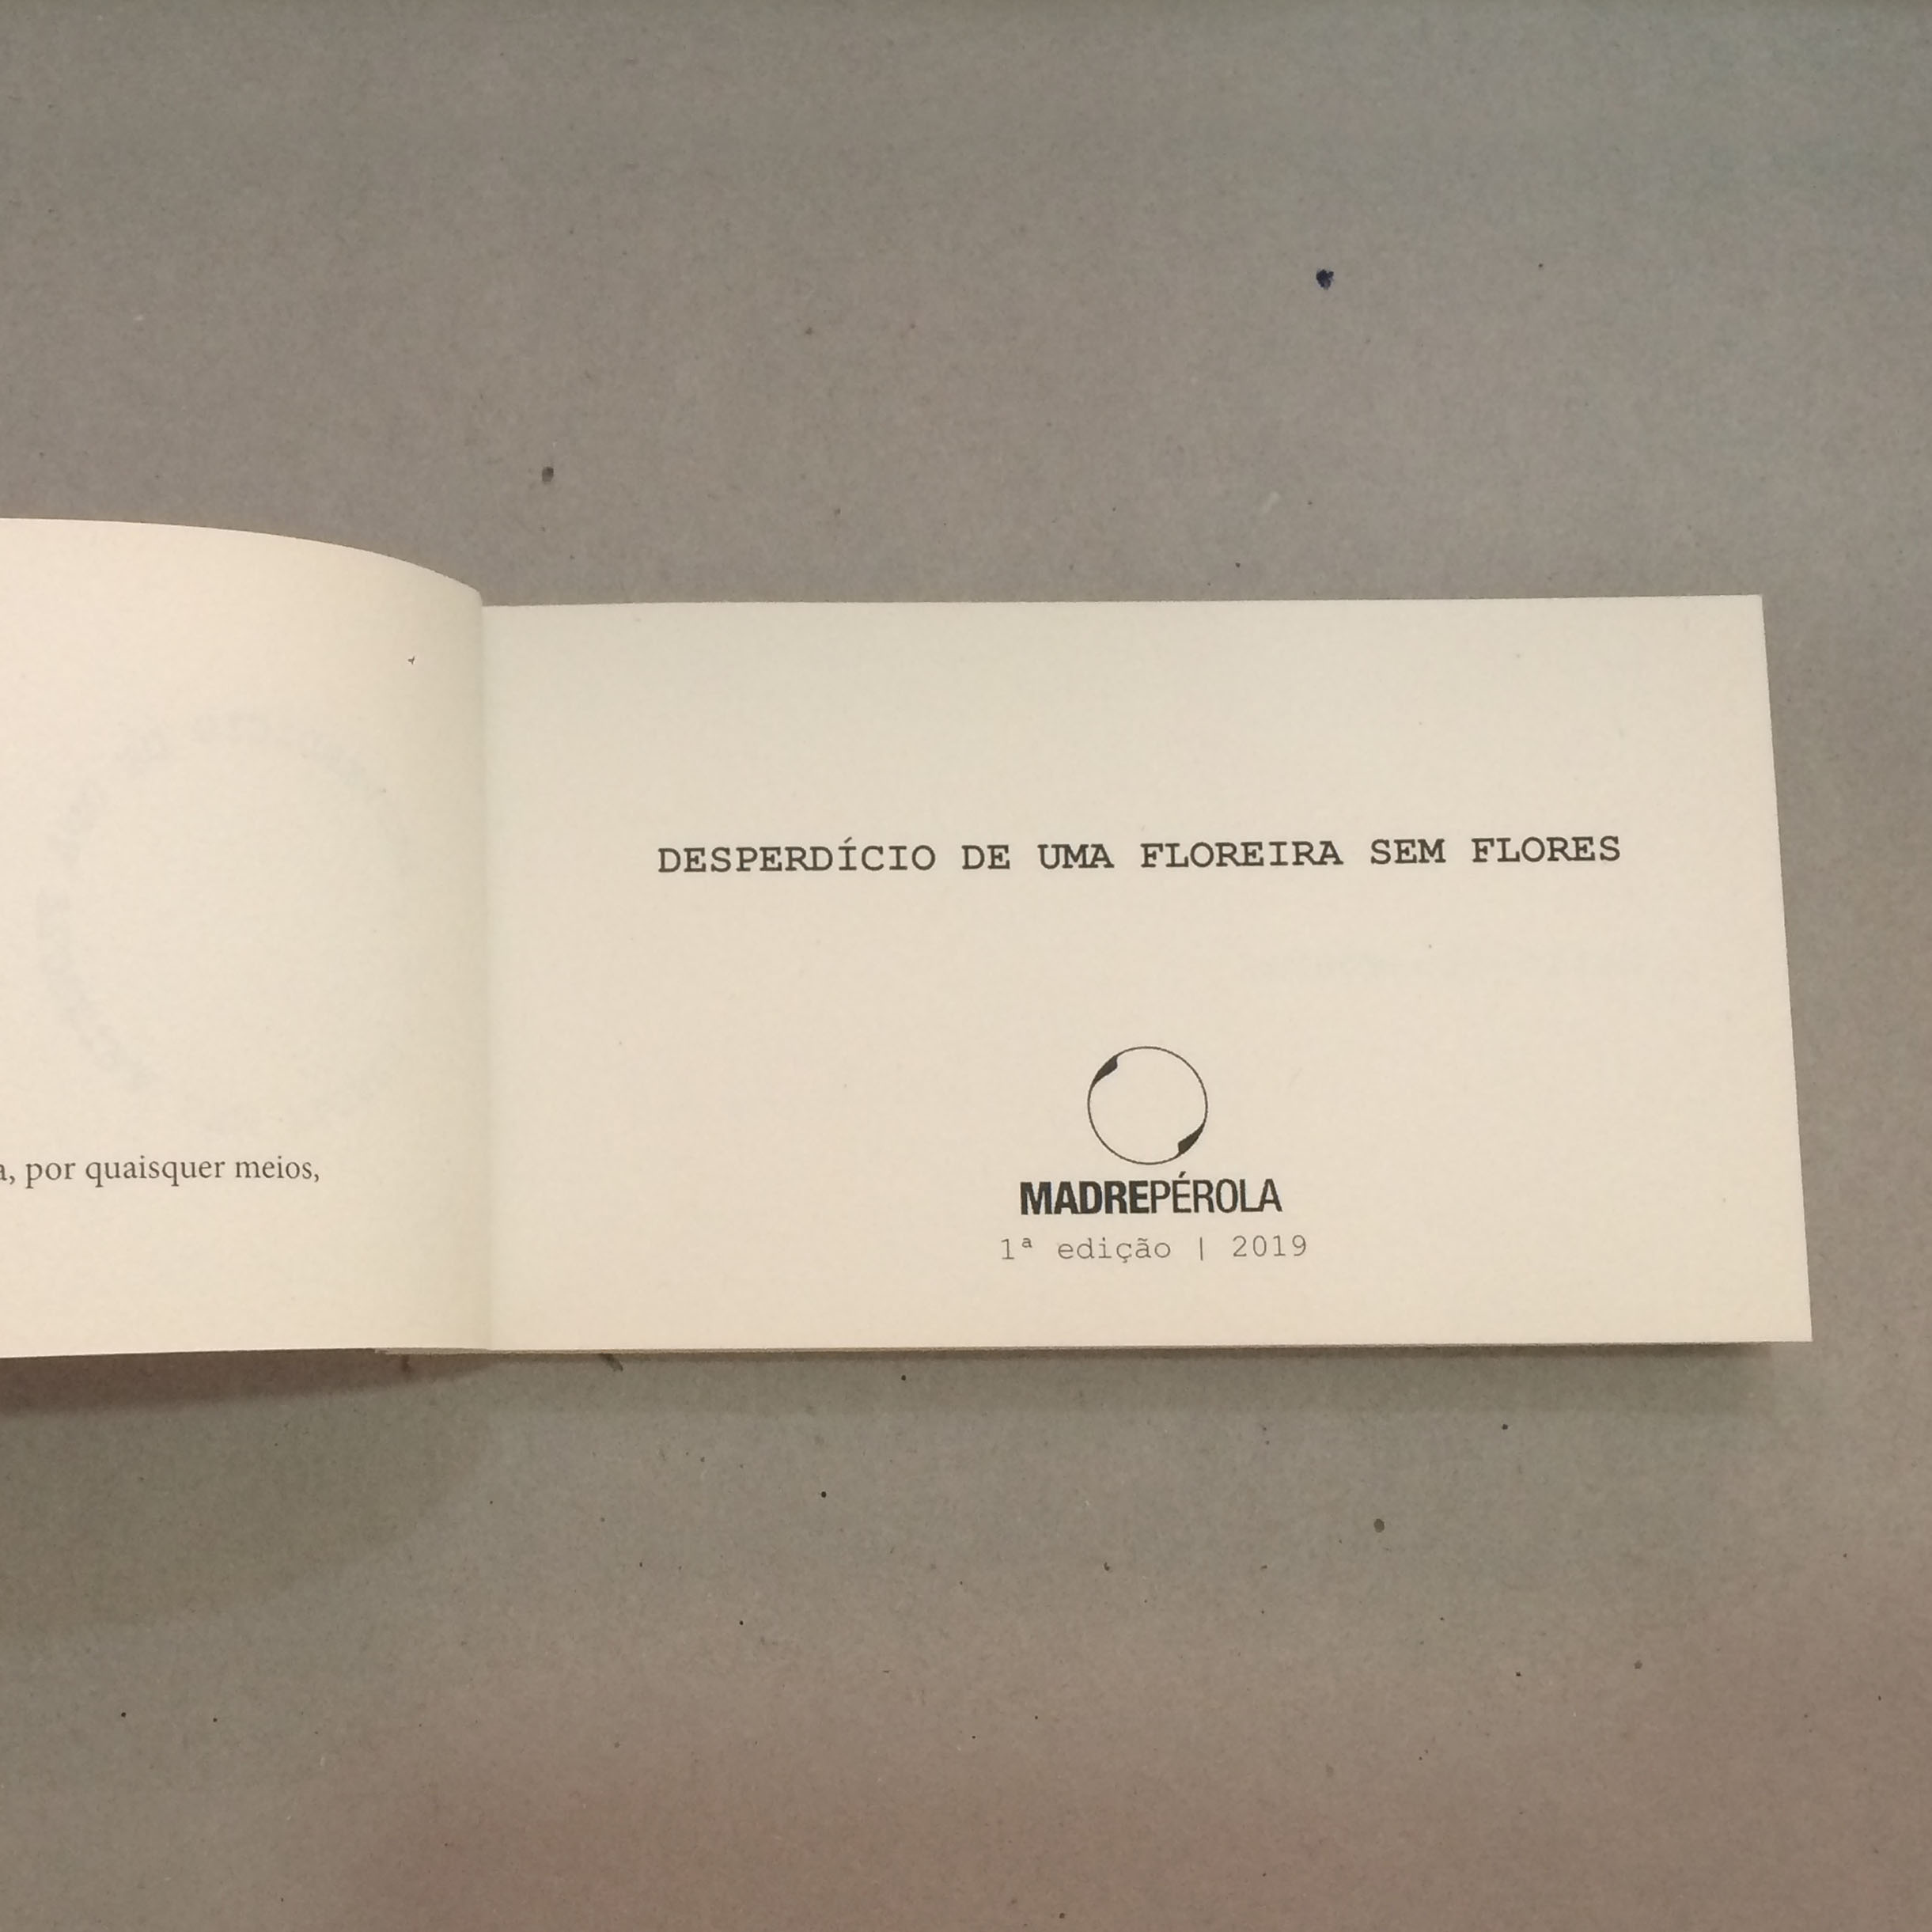 , por quaisquer meios,
DESPERDÍCIO DE UMA FLOREIRA SEM FLORES
MADREPÉROLA
1ª edição | 2019